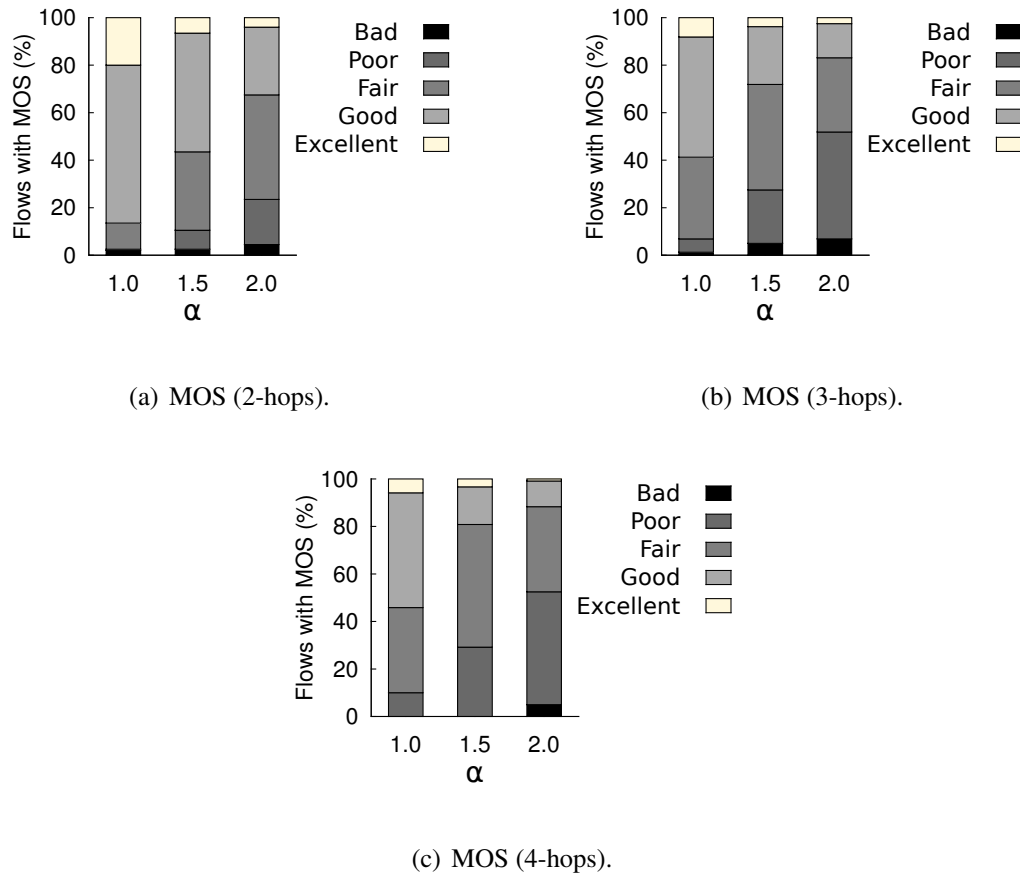 100
80
60
40
20
0
Flows with MOS (%)
1.0 1.5 2.0
α
Bad
Poor
Fair
Good
Excellent
(a) MOS (2-hops).
100
80
60
40
20
0
Flows with MOS (%)
1.0 1.5 2.0
α
Bad
Poor
Fair
Good
Excellent
(b) MOS (3-hops).
100
80
60
40
20
0
Flows with MOS (%)
1.0 1.5 2.0
α
Bad
Poor
Fair
Good
Excellent
(c) MOS (4-hops).